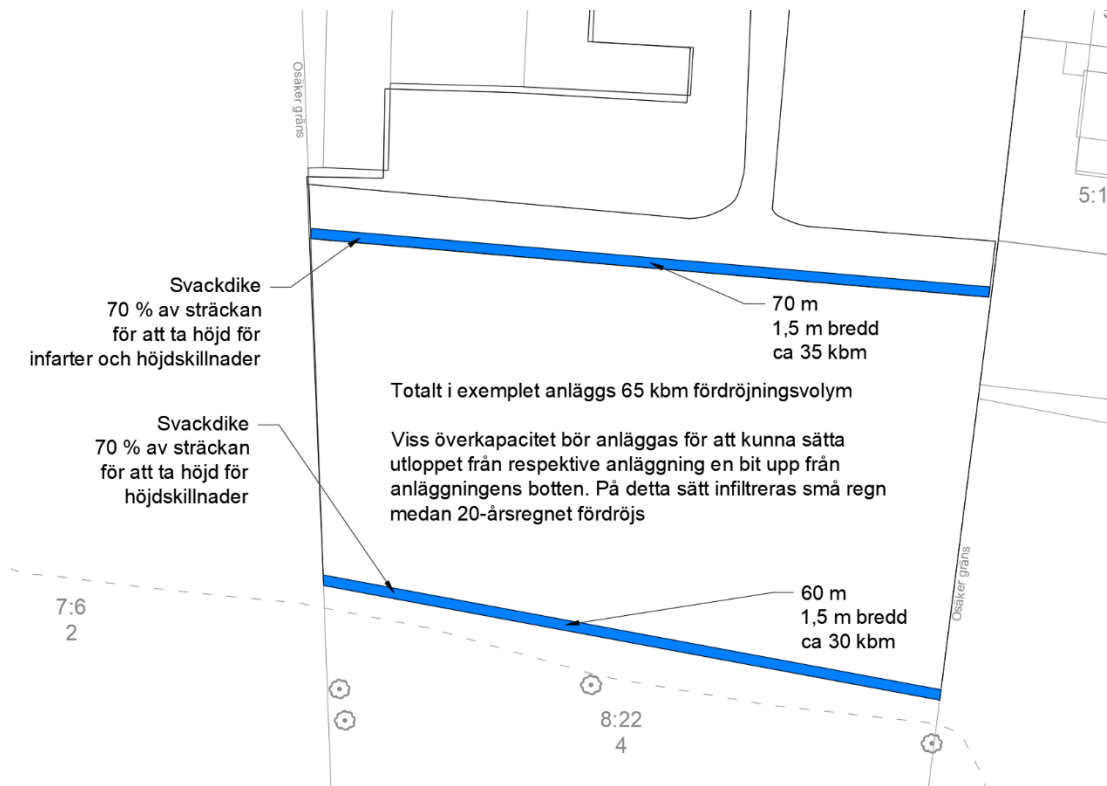 Osäker gräns
5:1
Svackdike
70 % av sträckan
för att ta höjd för
infarter och höjdskillnader
70 m
1,5 m bredd
ca 35 kbm
Totalt i exemplet anläggs 65 kbm fördröjningsvolym
Viss överkapacitet bör anläggas för att kunna sätta
utloppet från respektive anläggning en bit upp från
anläggningens botten. På detta sätt infiltreras små regn
medan 20-årsregnet fördröjs
Svackdike
70 % av sträckan
för att ta höjd för
höjdskillnader
Osäker gräns
60 m
1,5 m bredd
ca 30 kbm
7:6
2
8:22
4